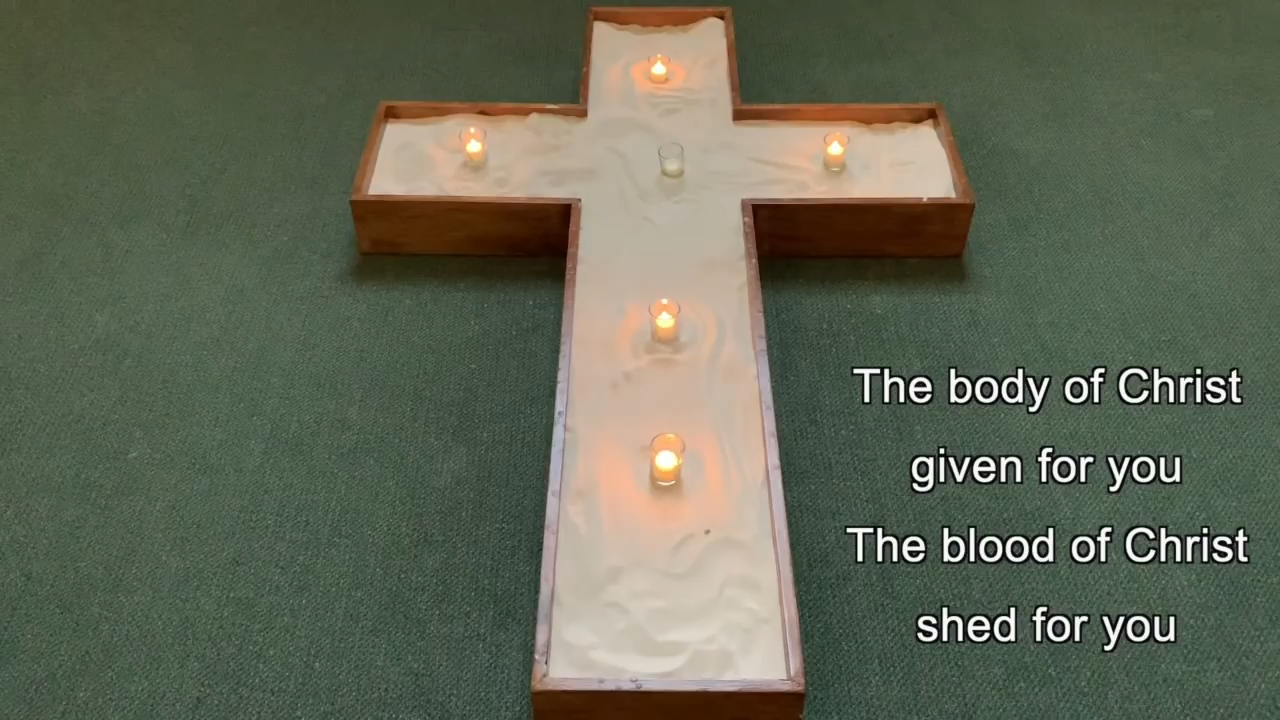 The body of Christ
given for you
The blood of Christ
shed for you